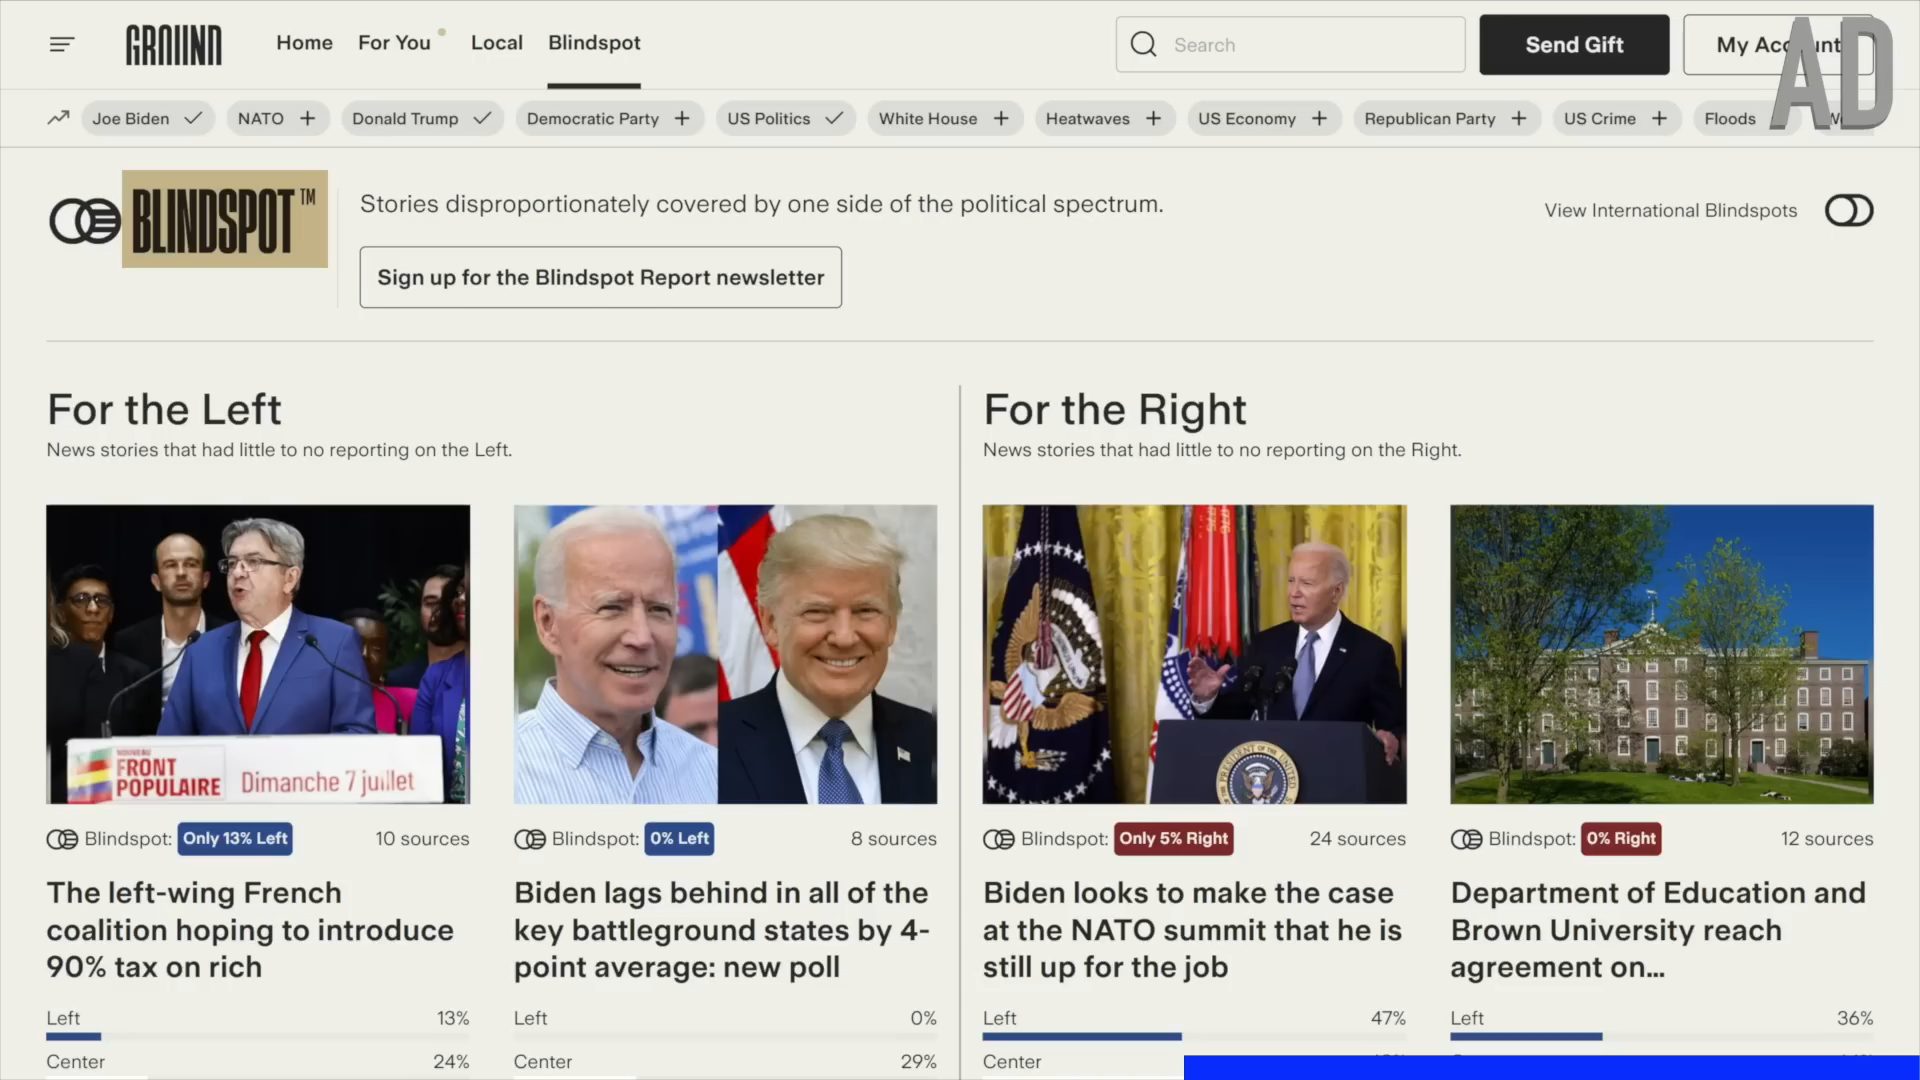 GROUND
Home
For You
Local
Blindspot
Search
Send Gift
My Account
AD
Joe Biden
NATO
Donald Trump
Democratic Party
US Politics
White House
Heatwaves
US Economy
Republican Party
US Crime
Floods
BLINDSPOT™
Stories disproportionately covered by one side of the political spectrum.
Sign up for the Blindspot Report newsletter
View International Blindspots
For the Left
News stories that had little to no reporting on the Left.
NOUVEAU
FRONT
POPULAIRE
Dimanche 7 juillet
Blindspot: Only 13% Left
10 sources
The left-wing French
coalition hoping to introduce
90% tax on rich
Left 13%
Center 24%
Blindspot: 0% Left
8 sources
Biden lags behind in all of the
key battleground states by 4-
point average: new poll
Left 0%
Center 29%
For the Right
News stories that had little to no reporting on the Right.
Blindspot: Only 5% Right
24 sources
Biden looks to make the case
at the NATO summit that he is
still up for the job
Left 47%
Center
Blindspot: 0% Right
12 sources
Department of Education and
Brown University reach
agreement on...
Left 36%